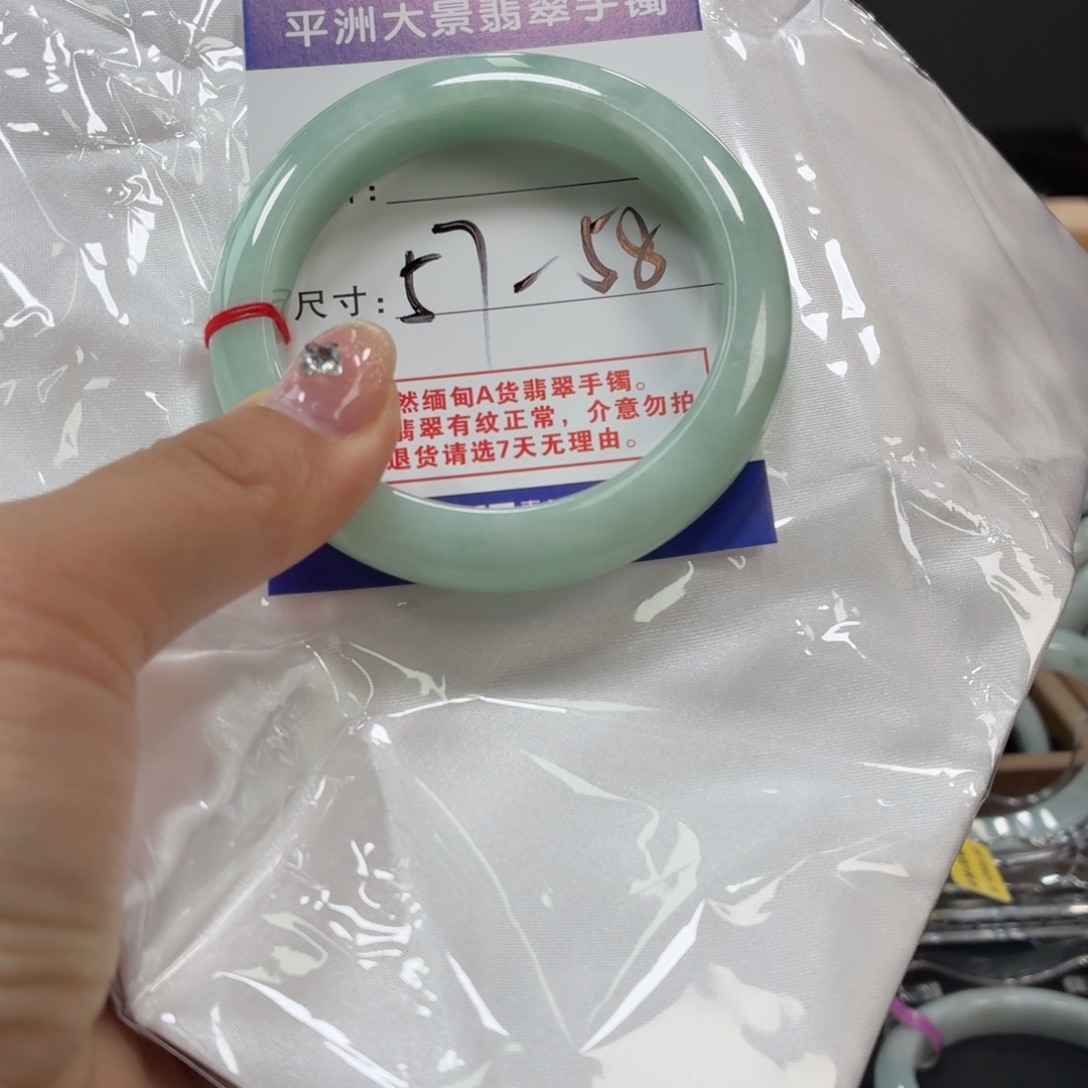 平洲大景翡翠手镯
:
尺寸: 57-58
然缅甸A货翡翠手镯。
翡翠有纹正常，介意勿拍
退货请选7天无理由。